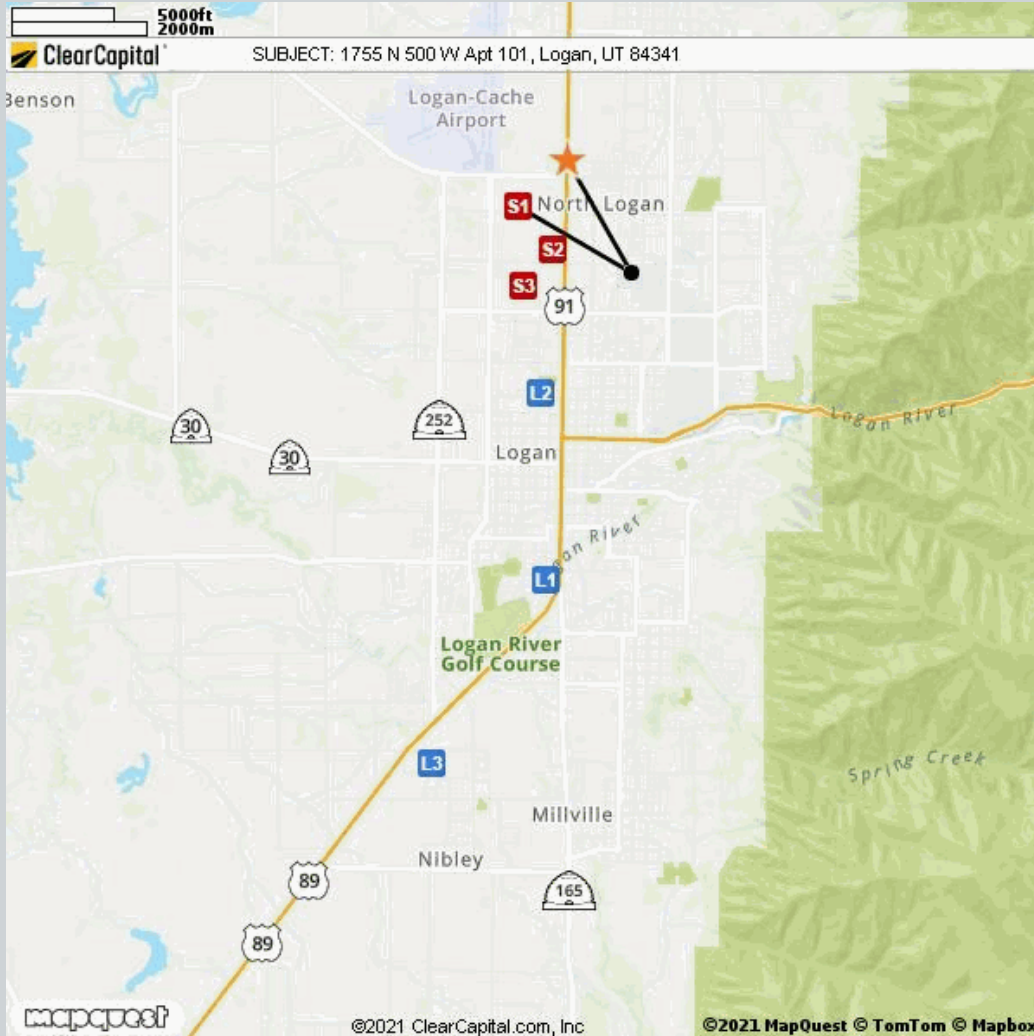 5000ft
2000m
ClearCapital
SUBJECT: 1755 N 500 W Apt 101, Logan, UT 84341
Benson
Logan-Cache
Airport
S1
North Logan
S2
S3
91
L2
252
30
30
Logan River
Logan
Logan River
L1
Logan River
Golf Course
L3
Spring Creek
Millville
Nibley
89
165
89
mapquest
©2021 ClearCapital.com, Inc
©2021 MapQuest © TomTom © Mapbox